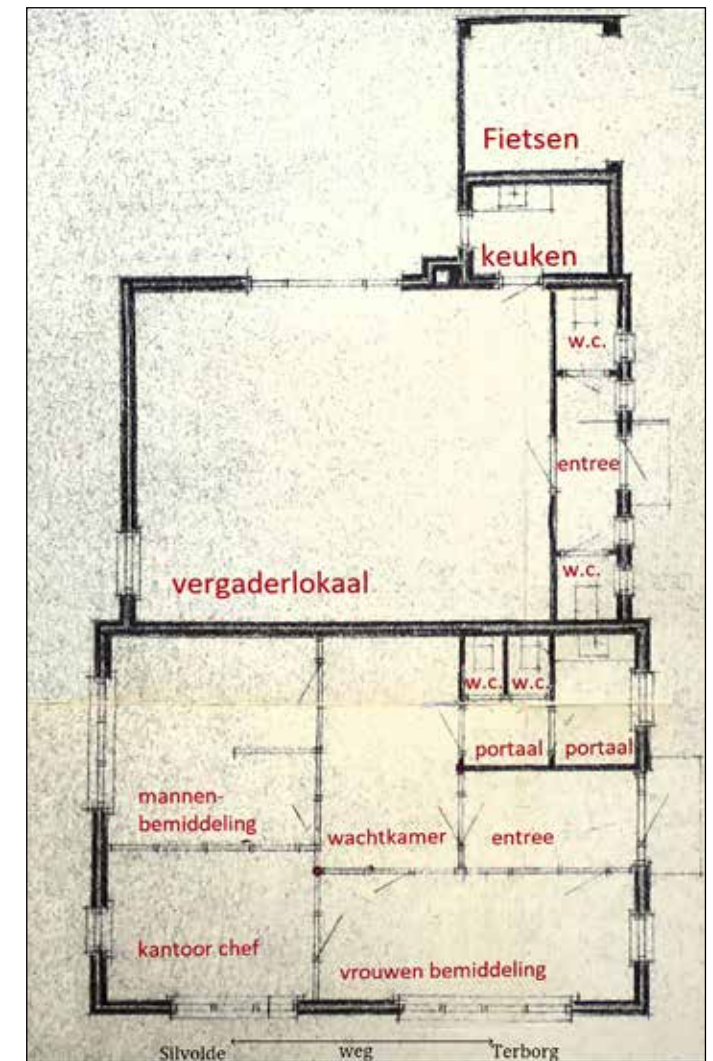 Fietsen
keuken
w.c.
entree
w.c.
vergaderlokaal
w.c. w.c.
portaal portaal
mannen-
bemiddeling
wachtkamer entree
kantoor chef
vrouwen bemiddeling
Silvolde weg Terborg